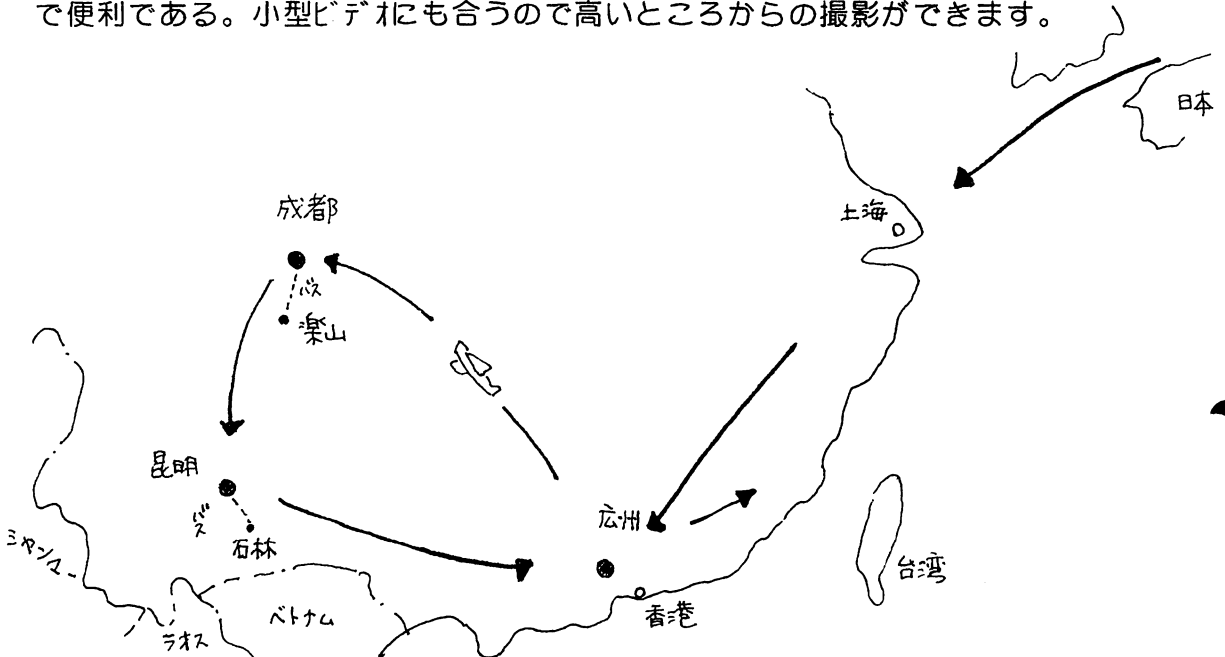 で便利である。小型ﾋﾞﾃﾞｵにも合うので高いところからの撮影ができます。
日本
上海
成都
バス
楽山
昆明
バス
石林
広州
ミャンマー
台湾
香港
ベトナム
ラオス